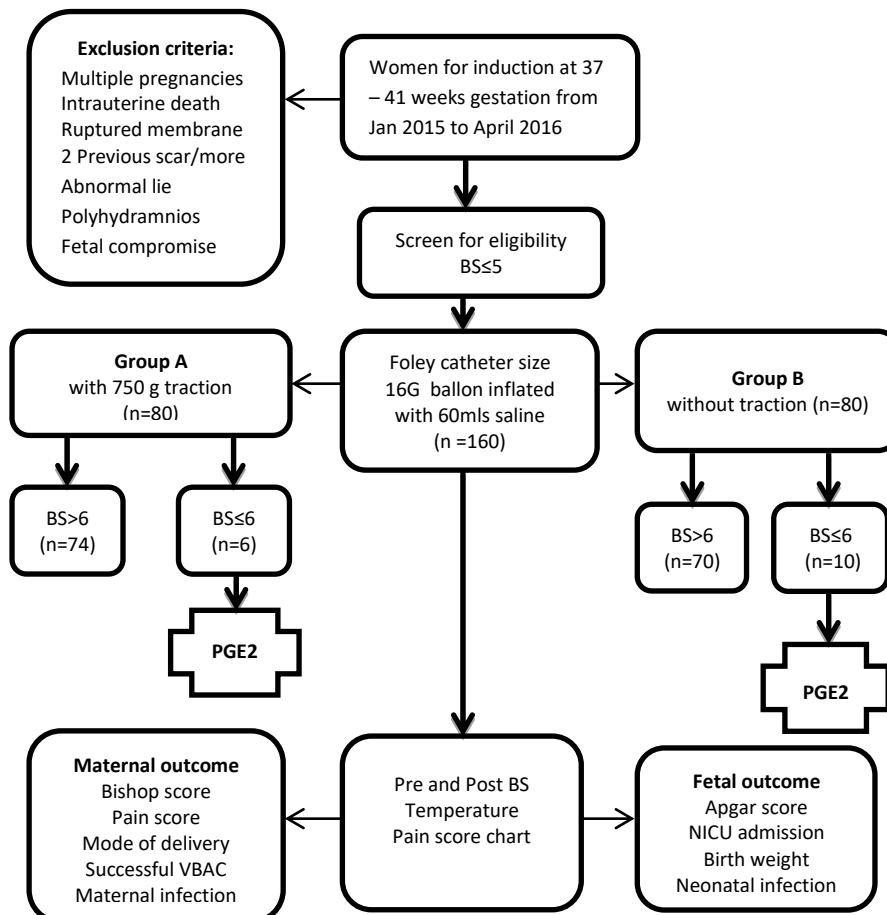 Exclusion criteria:
Multiple pregnancies
Intrauterine death
Ruptured membrane
2 Previous scar/more
Abnormal lie
Polyhydramnios
Fetal compromise
Women for induction at 37
– 41 weeks gestation from
Jan 2015 to April 2016
Screen for eligibility
BS≤5
Group A
with 750 g traction
(n=80)
Foley catheter size
16G ballon inflated
with 60mls saline
(n =160)
Group B
without traction (n=80)
BS>6
(n=74)
BS≤6
(n=6)
BS>6
(n=70)
BS≤6
(n=10)
PGE2
PGE2
Maternal outcome
Bishop score
Pain score
Mode of delivery
Successful VBAC
Maternal infection
Pre and Post BS
Temperature
Pain score chart
Fetal outcome
Apgar score
NICU admission
Birth weight
Neonatal infection